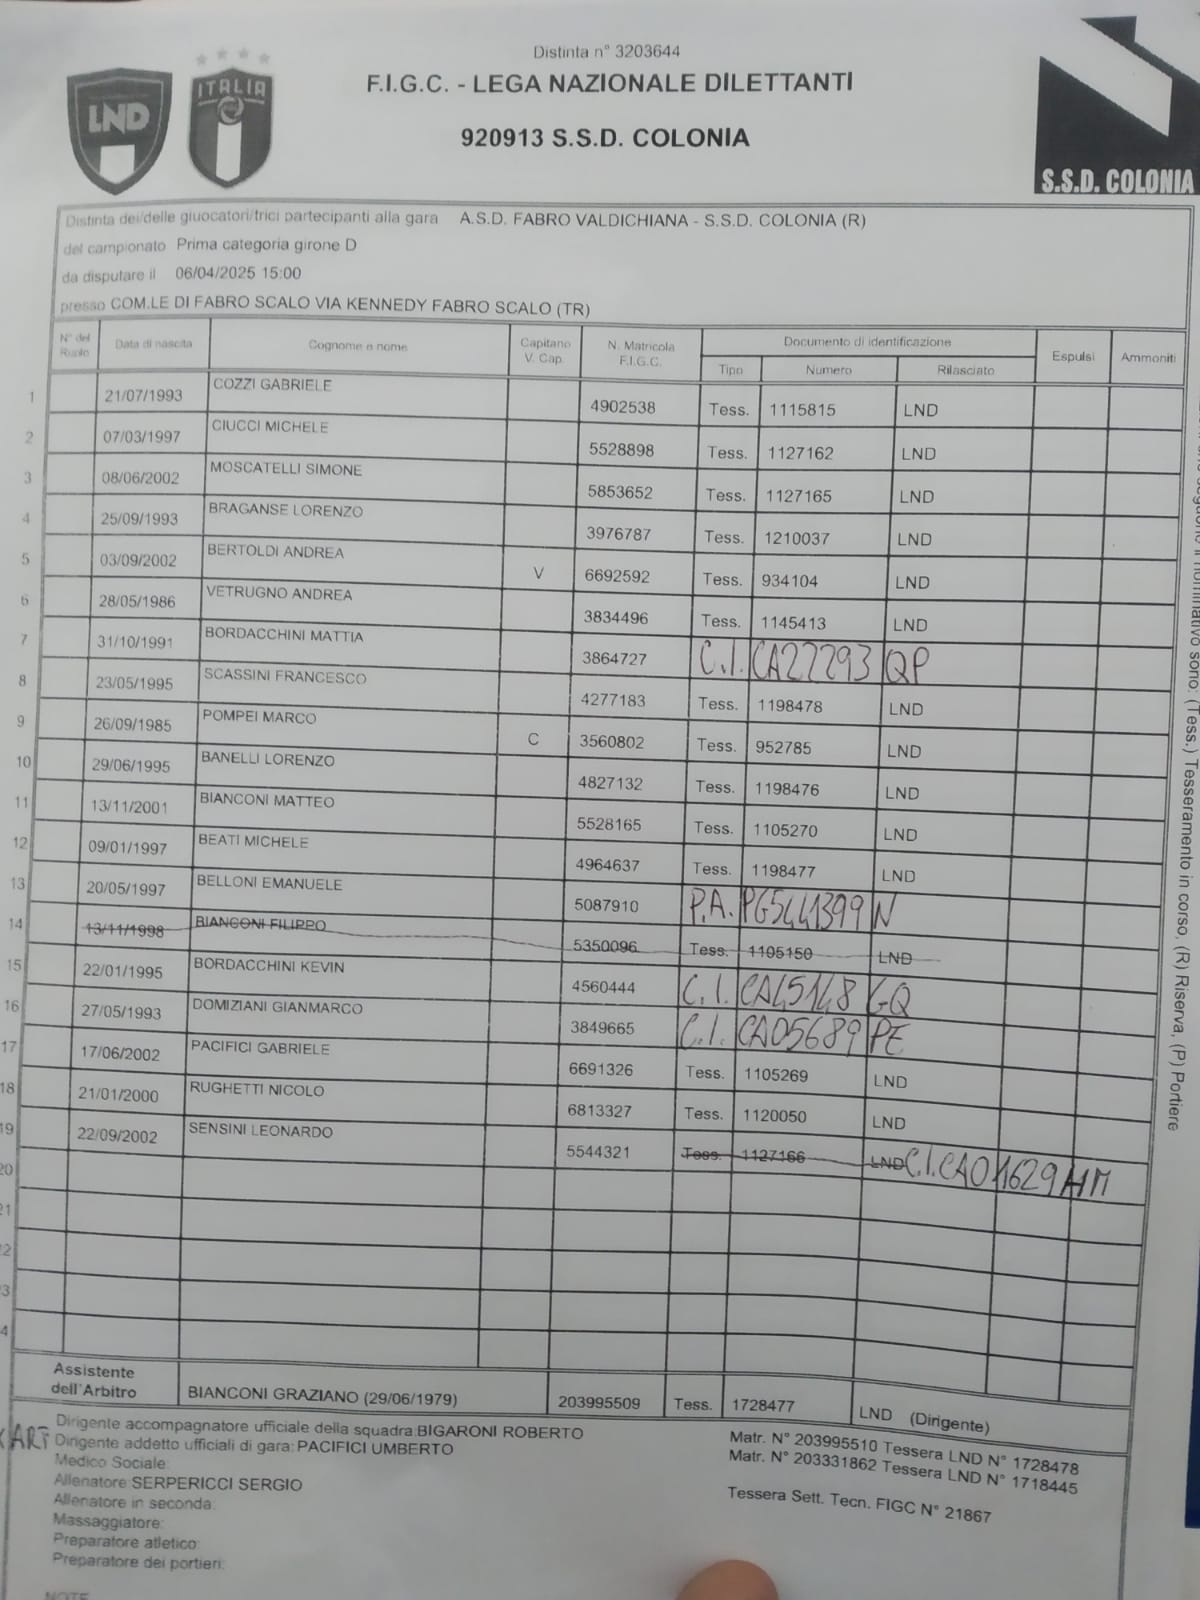 Distinta n° 3203644
F.I.G.C. - LEGA NAZIONALE DILETTANTI
920913 S.S.D. COLONIA
LND
ITALIA
S.S.D. COLONIA
Distinta dei/delle giuocatori/trici partecipanti alla gara A.S.D. FABRO VALDICHIANA - S.S.D. COLONIA (R)
del campionato Prima categoria girone D
da disputare il 06/04/2025 15:00
presso COM.LE DI FABRO SCALO VIA KENNEDY FABRO SCALO (TR)
N° del Ruolo Data di nascita Cognome e nome Capitano V. Cap. N. Matricola F.I.G.C. Documento di identificazione Espulsi Ammoniti
Tipo Numero Rilasciato
1 21/07/1993 COZZI GABRIELE 4902538 Tess. 1115815 LND
2 07/03/1997 CIUCCI MICHELE 5528898 Tess. 1127162 LND
3 08/06/2002 MOSCATELLI SIMONE 5853652 Tess. 1127165 LND
4 25/09/1993 BRAGANSE LORENZO 3976787 Tess. 1210037 LND
5 03/09/2002 BERTOLDI ANDREA V 6692592 Tess. 934104 LND
6 28/05/1986 VETRUGNO ANDREA 3834496 Tess. 1145413 LND
7 31/10/1991 BORDACCHINI MATTIA 3864727 C.I. CA22293QP
8 23/05/1995 SCASSINI FRANCESCO 4277183 Tess. 1198478 LND
9 26/09/1985 POMPEI MARCO C 3560802 Tess. 952785 LND
10 29/06/1995 BANELLI LORENZO 4827132 Tess. 1198476 LND
11 13/11/2001 BIANCONI MATTEO 5528165 Tess. 1105270 LND
12 09/01/1997 BEATI MICHELE 4964637 Tess. 1198477 LND
13 20/05/1997 BELLONI EMANUELE 5087910 P.A. PG5441399N
14 13/11/1998 BIANCONI FILIPPO 5350096 Tess. 1105150 LND
15 22/01/1995 BORDACCHINI KEVIN 4560444 C.I. CA45148GQ
16 27/05/1993 DOMIZIANI GIANMARCO 3849665 C.I. CA05689PE
17 17/06/2002 PACIFICI GABRIELE 6691326 Tess. 1105269 LND
18 21/01/2000 RUGHETTI NICOLO 6813327 Tess. 1120050 LND
19 22/09/2002 SENSINI LEONARDO 5544321 Tess. 1127166 LND C.I. CA01629HM
20
21
22
23
24
Assistente dell'Arbitro BIANCONI GRAZIANO (29/06/1979) 203995509 Tess. 1728477 LND (Dirigente)
Dirigente accompagnatore ufficiale della squadra: BIGARONI ROBERTO Matr. N° 203995510 Tessera LND N° 1728478
Dirigente addetto ufficiali di gara: PACIFICI UMBERTO Matr. N° 203331862 Tessera LND N° 1718445
Medico Sociale:
Allenatore SERPERICCI SERGIO Tessera Sett. Tecn. FIGC N° 21867
Allenatore in seconda:
Massaggiatore:
Preparatore atletico:
Preparatore dei portieri:
NOTE
nominativo sono: (Tess.) Tesseramento in corso, (R) Riserva, (P) Portiere